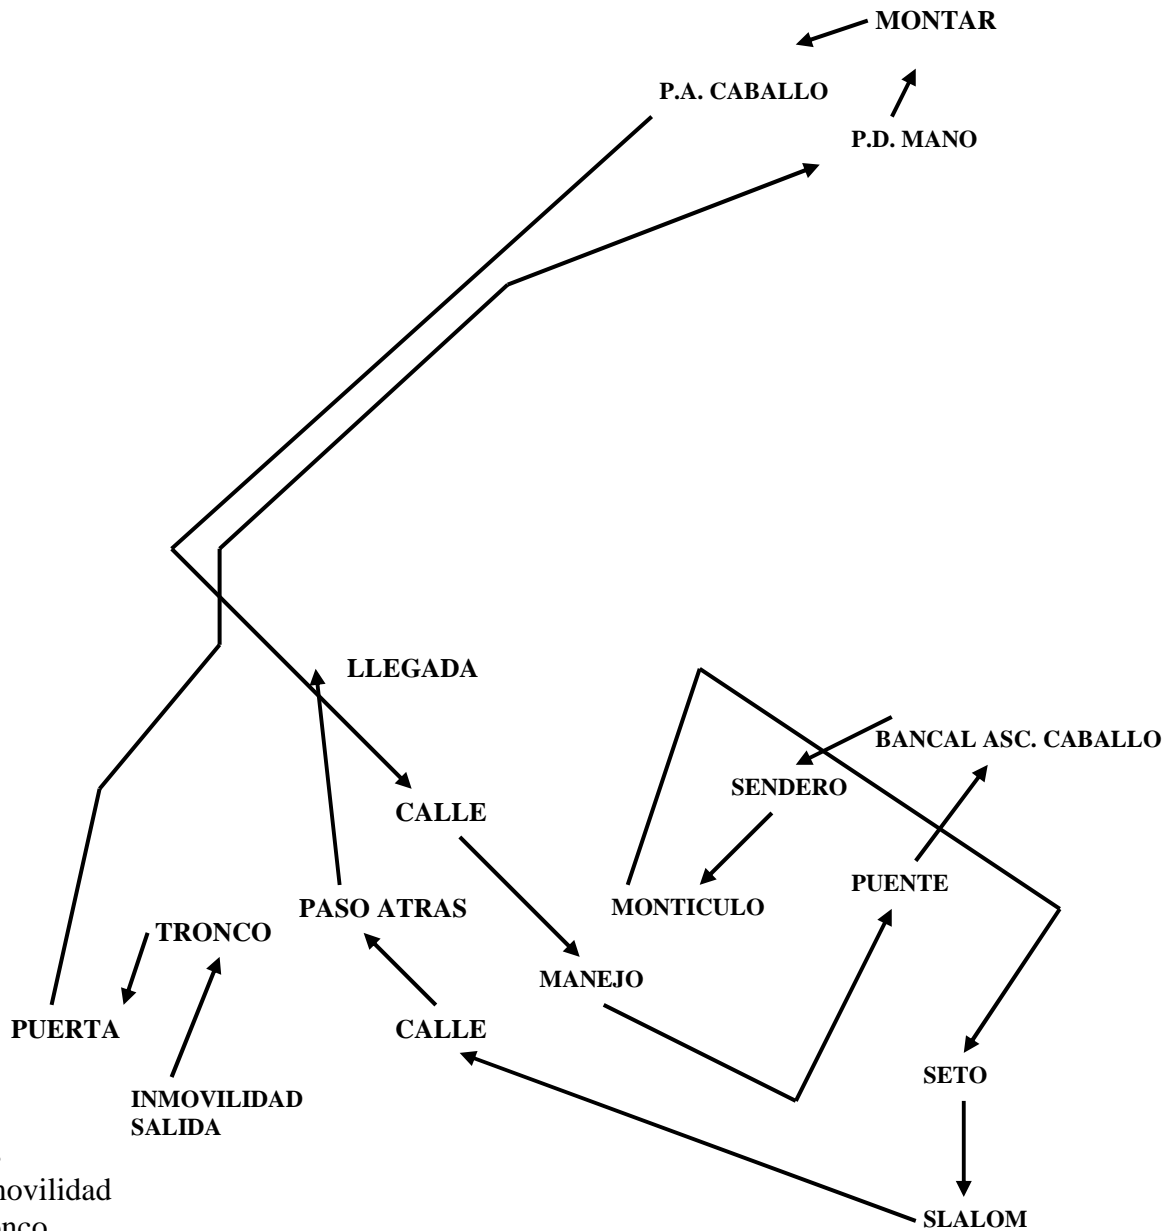 MONTAR
P.A. CABALLO
P.D. MANO
LLEGADA
BANCAL ASC. CABALLO
SENDERO
CALLE
PUENTE
PASO ATRAS
MONTICULO
TRONCO
MANEJO
PUERTA
CALLE
SETO
INMOVILIDAD
SALIDA
SLALOM